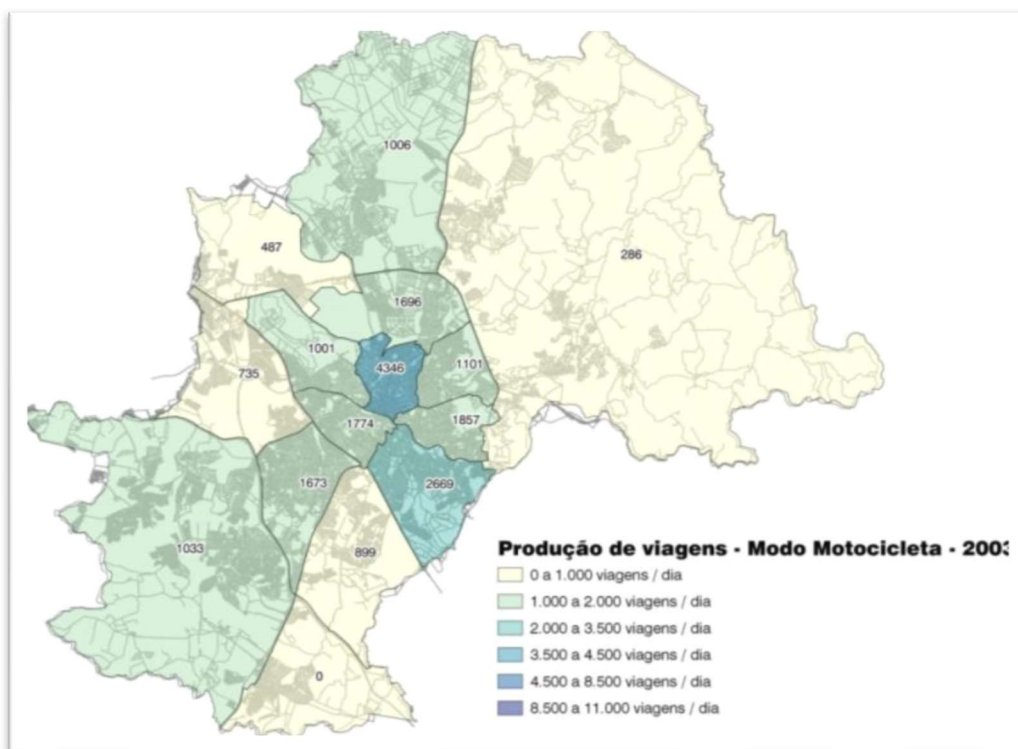 1006
487
286
1696
1001
4346
1101
735
1774
1857
1673
2669
1033
899
0
Produção de viagens - Modo Motocicleta - 2003
0 a 1.000 viagens / dia
1.000 a 2.000 viagens / dia
2.000 a 3.500 viagens / dia
3.500 a 4.500 viagens / dia
4.500 a 8.500 viagens / dia
8.500 a 11.000 viagens / dia